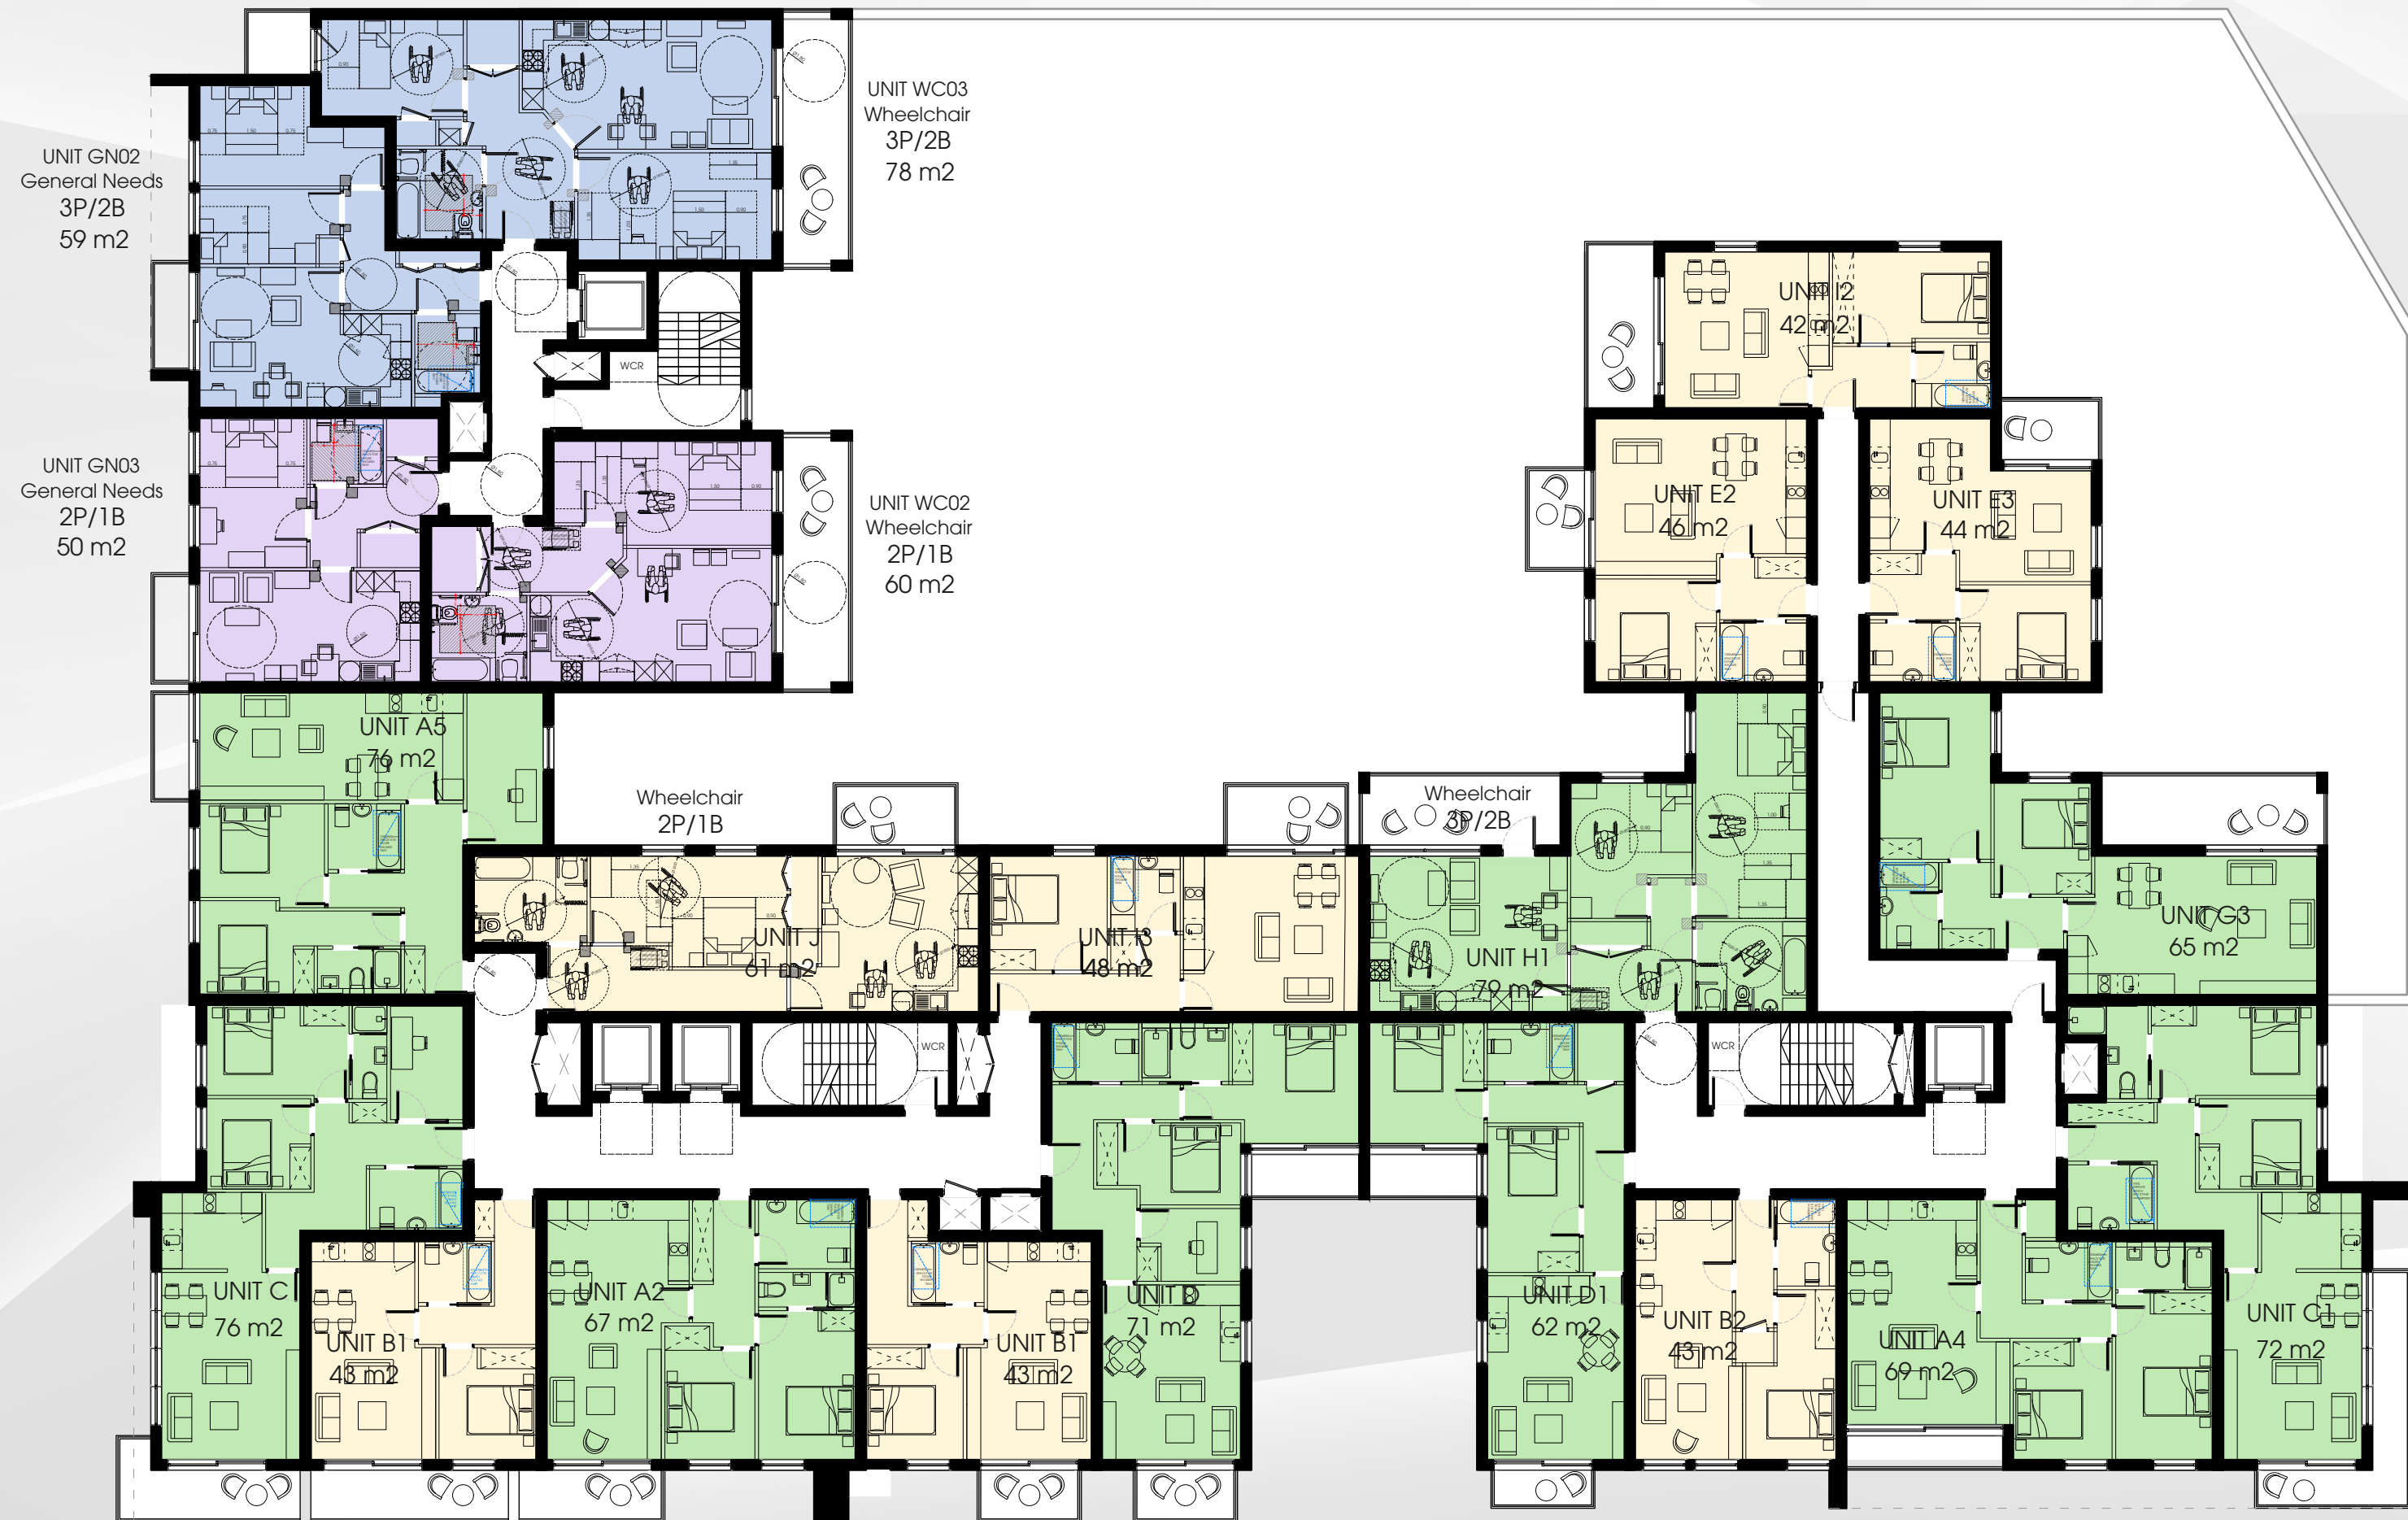 UNIT WC03
Wheelchair
3P/2B
78 m2
UNIT GN02
General Needs
3P/2B
59 m2
WCR
UNIT GN03
General Needs
2P/1B
50 m2
UNIT WC02
Wheelchair
2P/1B
60 m2
UNIT I2
42 m2
UNIT E2
46 m2
UNIT E3
44 m2
UNIT A5
76 m2
Wheelchair
2P/1B
Wheelchair
3P/2B
UNIT J
61 m2
UNIT I3
48 m2
UNIT H1
79 m2
UNIT G3
65 m2
WCR
WCR
UNIT C
76 m2
UNIT B1
43 m2
UNIT A2
67 m2
UNIT B1
43 m2
UNIT D
71 m2
UNIT D1
62 m2
UNIT B2
43 m2
UNIT A4
69 m2
UNIT C1
72 m2